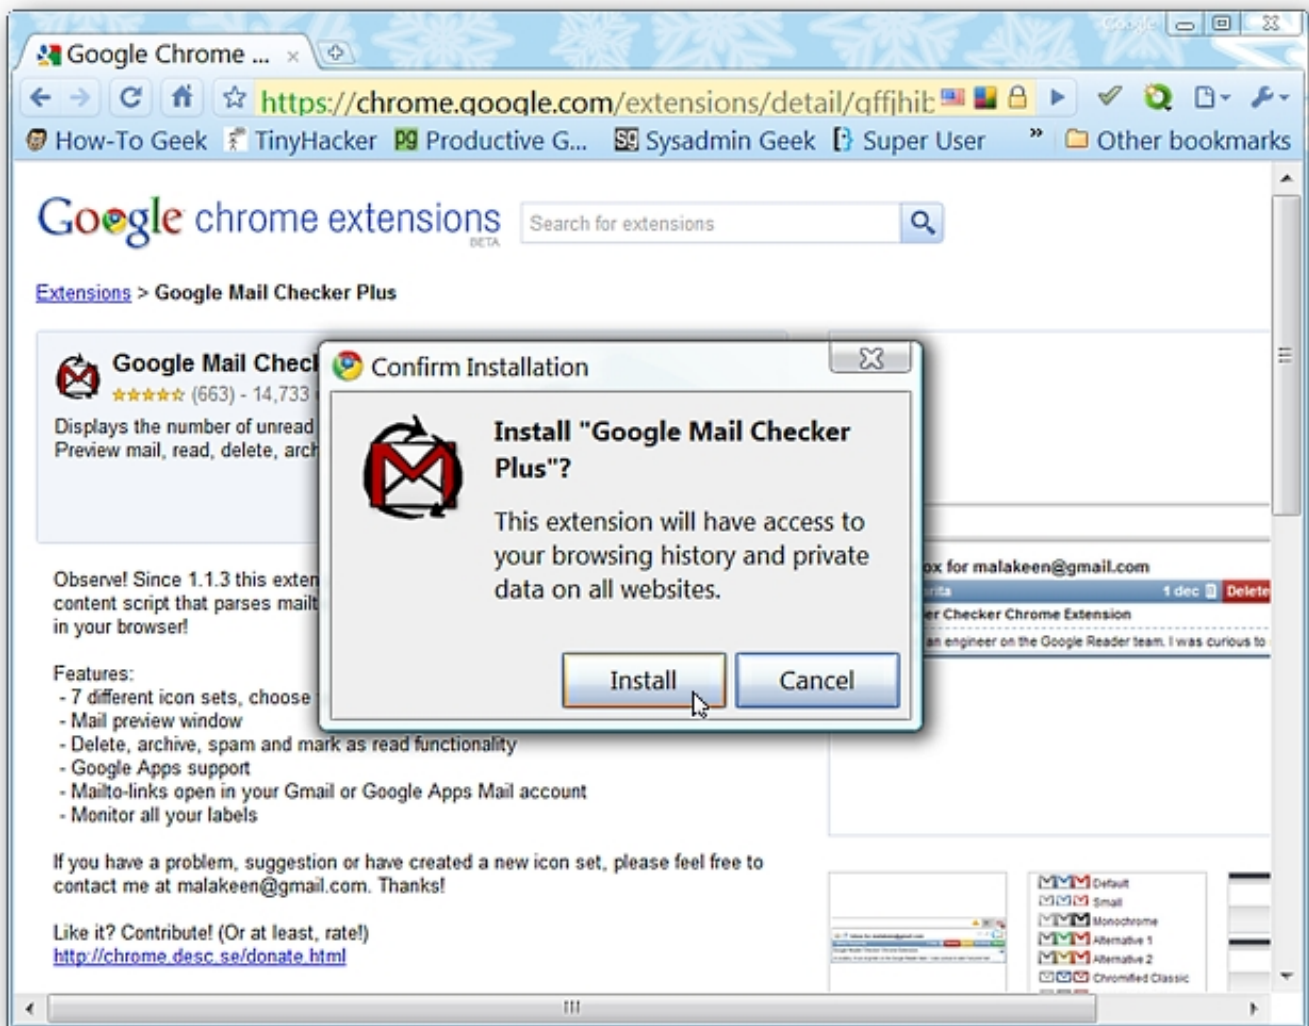 Google
Google Chrome ...
https://chrome.google.com/extensions/detail/gffjhib
How-To Geek TinyHacker Productive G... Sysadmin Geek Super User » Other bookmarks
Google chrome extensions
BETA
Search for extensions
Extensions > Google Mail Checker Plus
Google Mail Check
(663) - 14,733
Displays the number of unread
Preview mail, read, delete, arch
Confirm Installation
Install "Google Mail Checker
Plus"?
This extension will have access to
your browsing history and private
data on all websites.
Install Cancel
Observe! Since 1.1.3 this exten
content script that parses mailt
in your browser!
Features:
- 7 different icon sets, choose
- Mail preview window
- Delete, archive, spam and mark as read functionality
- Google Apps support
- Mailto-links open in your Gmail or Google Apps Mail account
- Monitor all your labels
If you have a problem, suggestion or have created a new icon set, please feel free to
contact me at malakeen@gmail.com. Thanks!
Like it? Contribute! (Or at least, rate!)
http://chrome.desc.se/donate.html
ox for malakeen@gmail.com
rita 1 dec Delete
er Checker Chrome Extension
an engineer on the Google Reader team. I was curious to
Default
Small
Monochrome
Alternative 1
Alternative 2
Chromified Classic